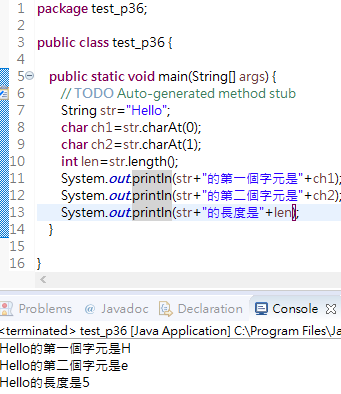 1 package test_p36;
2
3 public class test_p36 {
4
5 public static void main(String[] args) {
6 // TODO Auto-generated method stub
7 String str="Hello";
8 char ch1=str.charAt(0);
9 char ch2=str.charAt(1);
10 int len=str.length();
11 System.out.println(str+"的第一個字元是"+ch1);
12 System.out.println(str+"的第二個字元是"+ch2);
13 System.out.println(str+"的長度是"+len);
14 }
15
16 }
Problems @ Javadoc Declaration Console
<terminated> test_p36 [Java Application] C:\Program Files\Ja
Hello的第一個字元是H
Hello的第二個字元是e
Hello的長度是5